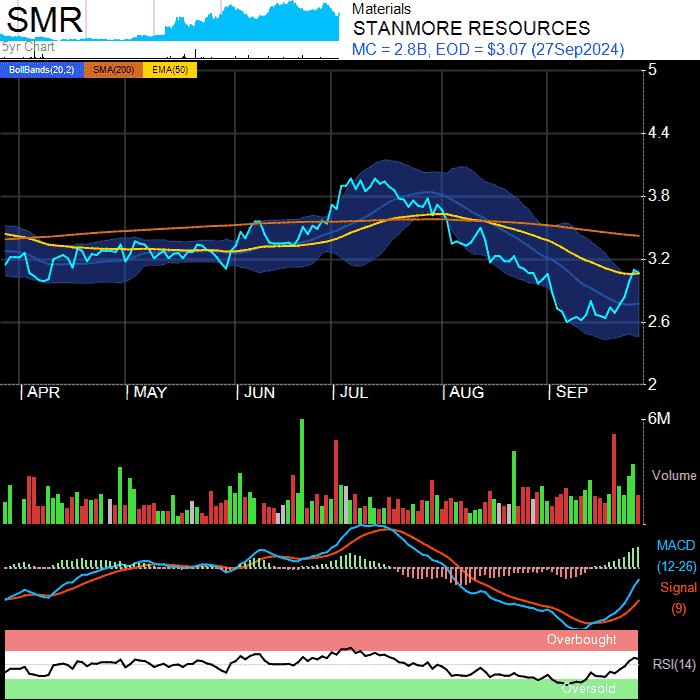 SMR
5yr Chart
Materials
STANMORE RESOURCES
MC = 2.8B, EOD = $3.07 (27Sep2024)
BollBands(20,2) SMA(200) EMA(50)
5
4.4
3.8
3.2
2.6
2
APR MAY JUN JUL AUG SEP
6M
Volume
MACD
(12-26)
Signal
(9)
Overbought
RSI(14)
Oversold